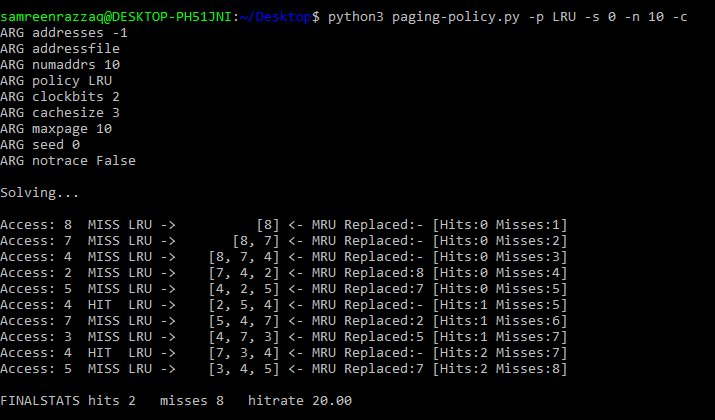 samreenrazzaq@DESKTOP-PH51JNI:~/Desktop$ python3 paging-policy.py -p LRU -s 0 -n 10 -c
ARG addresses -1
ARG addressfile
ARG numaddrs 10
ARG policy LRU
ARG clockbits 2
ARG cachesize 3
ARG maxpage 10
ARG seed 0
ARG notrace False
Solving...
Access: 8  MISS LRU ->          [8] <- MRU Replaced:- [Hits:0 Misses:1]
Access: 7  MISS LRU ->       [8, 7] <- MRU Replaced:- [Hits:0 Misses:2]
Access: 4  MISS LRU ->    [8, 7, 4] <- MRU Replaced:- [Hits:0 Misses:3]
Access: 2  MISS LRU ->    [7, 4, 2] <- MRU Replaced:8 [Hits:0 Misses:4]
Access: 5  MISS LRU ->    [4, 2, 5] <- MRU Replaced:7 [Hits:0 Misses:5]
Access: 4  HIT  LRU ->    [2, 5, 4] <- MRU Replaced:- [Hits:1 Misses:5]
Access: 7  MISS LRU ->    [5, 4, 7] <- MRU Replaced:2 [Hits:1 Misses:6]
Access: 3  MISS LRU ->    [4, 7, 3] <- MRU Replaced:5 [Hits:1 Misses:7]
Access: 4  HIT  LRU ->    [7, 3, 4] <- MRU Replaced:- [Hits:2 Misses:7]
Access: 5  MISS LRU ->    [3, 4, 5] <- MRU Replaced:7 [Hits:2 Misses:8]
FINALSTATS hits 2   misses 8   hitrate 20.00